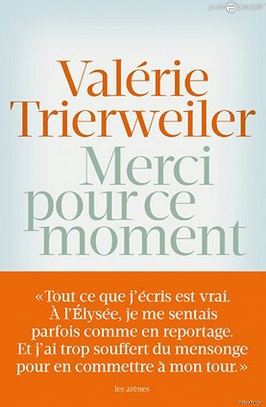 Valérie
Trierweiler
Merci
pour ce
moment
« Tout ce que j’écris est vrai.
À l’Élysée, je me sentais
parfois comme en reportage.
Et j’ai trop souffert du mensonge
pour en commettre à mon tour. »
les arènes